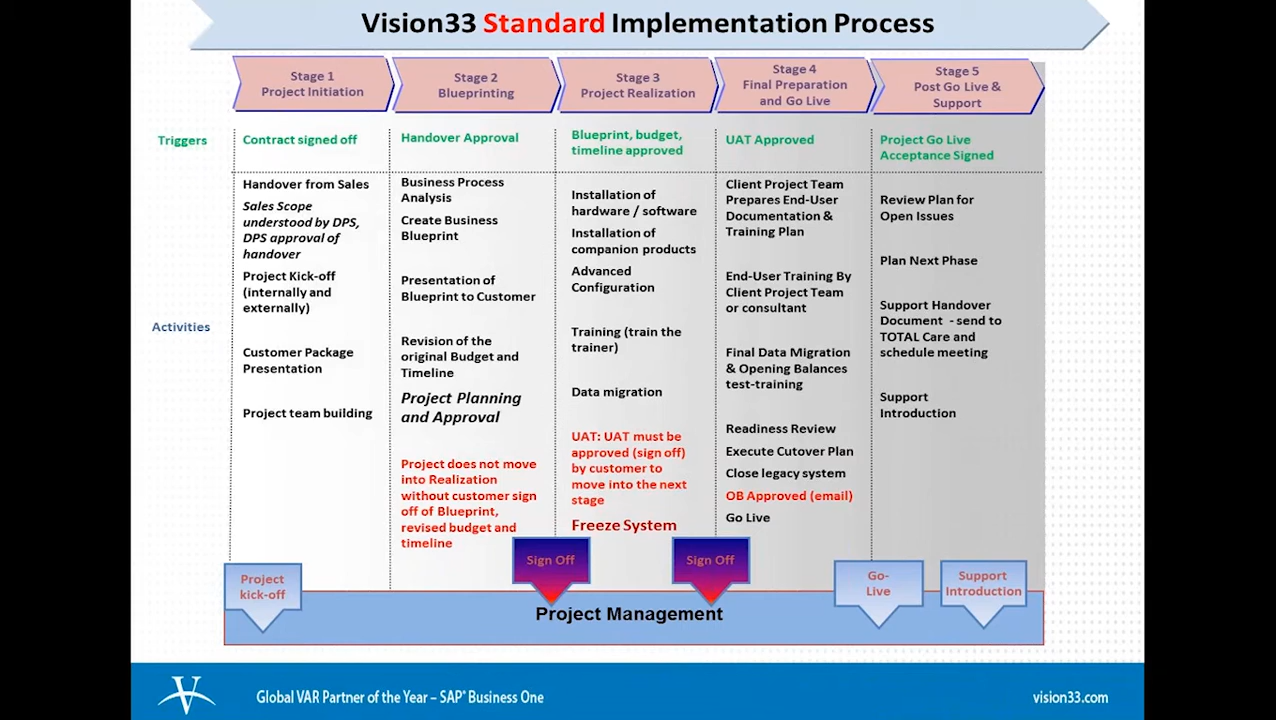 Vision33 Standard Implementation Process
Stage 1
Project Initiation
Stage 2
Blueprinting
Stage 3
Project Realization
Stage 4
Final Preparation
and Go Live
Stage 5
Post Go Live &
Support
Triggers
Contract signed off
Handover Approval
Blueprint, budget,
timeline approved
UAT Approved
Project Go Live
Acceptance Signed
Activities
Handover from Sales
Sales Scope
understood by DPS,
DPS approval of
handover
Project Kick-off
(internally and
externally)
Customer Package
Presentation
Project team building
Business Process
Analysis
Create Business
Blueprint
Presentation of
Blueprint to Customer
Revision of the
original Budget and
Timeline
Project Planning
and Approval
Project does not move
into Realization
without customer sign
off of Blueprint,
revised budget and
timeline
Installation of
hardware / software
Installation of
companion products
Advanced
Configuration
Training (train the
trainer)
Data migration
UAT: UAT must be
approved (sign off)
by customer to
move into the next
stage
Freeze System
Client Project Team
Prepares End-User
Documentation &
Training Plan
End-User Training By
Client Project Team
or consultant
Final Data Migration
& Opening Balances
test-training
Readiness Review
Execute Cutover Plan
Close legacy system
OB Approved (email)
Go Live
Review Plan for
Open Issues
Plan Next Phase
Support Handover
Document - send to
TOTAL Care and
schedule meeting
Support
Introduction
Project
kick-off
Sign Off
Sign Off
Go-
Live
Support
Introduction
Project Management
Global VAR Partner of the Year – SAP® Business One
vision33.com